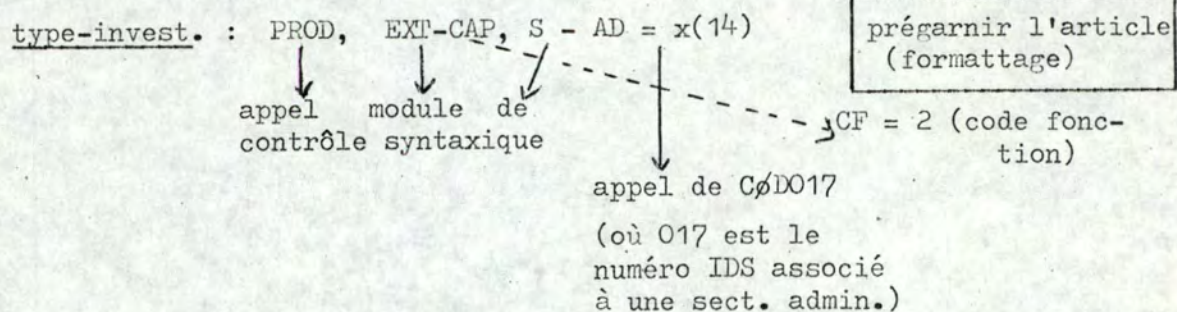 type-invest. : PROD, EXT-CAP, S - AD = x(14)
prégarnir l'article
(formattage)
appel module de
contrôle syntaxique
CF = 2 (code fonc-
tion)
appel de CØDO17
(où O17 est le
numéro IDS associé
à une sect. admin.)